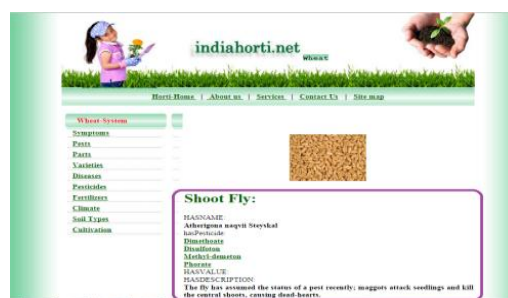 indiahorti.net
Wheat
Horti-Home | About us | Services | Contact Us | Site map
Wheat-System
Symptoms
Pests
Parts
Varieties
Diseases
Pesticides
Fertilizers
Climate
Soil Types
Cultivation
Shoot Fly:
HASNAME:
Atherigona naqvii Steyskal
hasPesticide:
Dimethoate
Disulfoton
Methyl-demeton
Phorate
HASVALUE:
HASDESCRIPTION:
The fly has assumed the status of a pest recently; maggots attack seedlings and kill
the central shoots, causing dead-hearts.